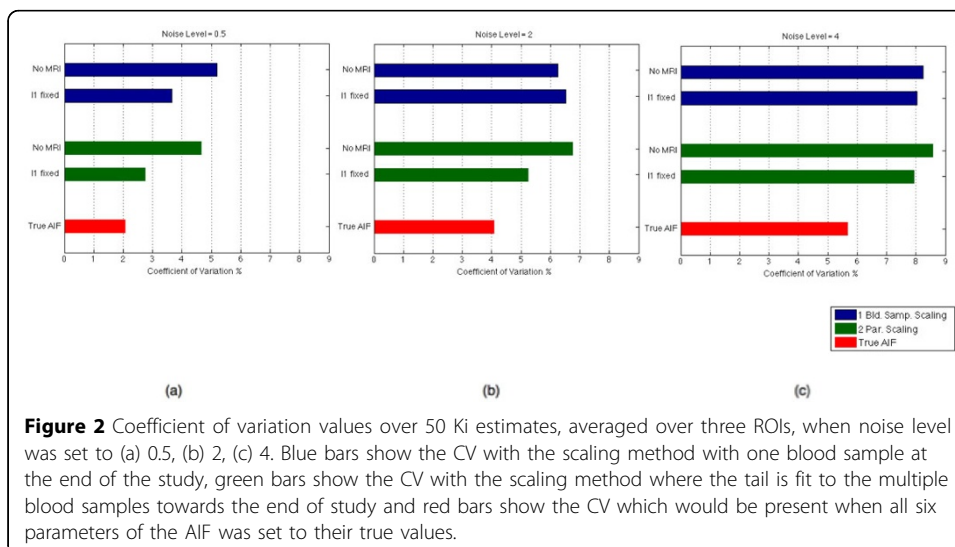 Noise Level = 0.5
No MRI
I1 fixed
No MRI
I1 fixed
True AIF
0 1 2 3 4 5 6 7 8 9
Coefficient of Variation %
(a)
Noise Level = 2
No MRI
I1 fixed
No MRI
I1 fixed
True AIF
0 1 2 3 4 5 6 7 8 9
Coefficient of Variation %
(b)
Noise Level = 4
No MRI
I1 fixed
No MRI
I1 fixed
True AIF
0 1 2 3 4 5 6 7 8 9
Coefficient of Variation %
1 Bld. Samp. Scaling
2 Par. Scaling
True AIF
(c)
Figure 2 Coefficient of variation values over 50 Ki estimates, averaged over three ROIs, when noise level
was set to (a) 0.5, (b) 2, (c) 4. Blue bars show the CV with the scaling method with one blood sample at
the end of the study, green bars show the CV with the scaling method where the tail is fit to the multiple
blood samples towards the end of study and red bars show the CV which would be present when all six
parameters of the AIF was set to their true values.